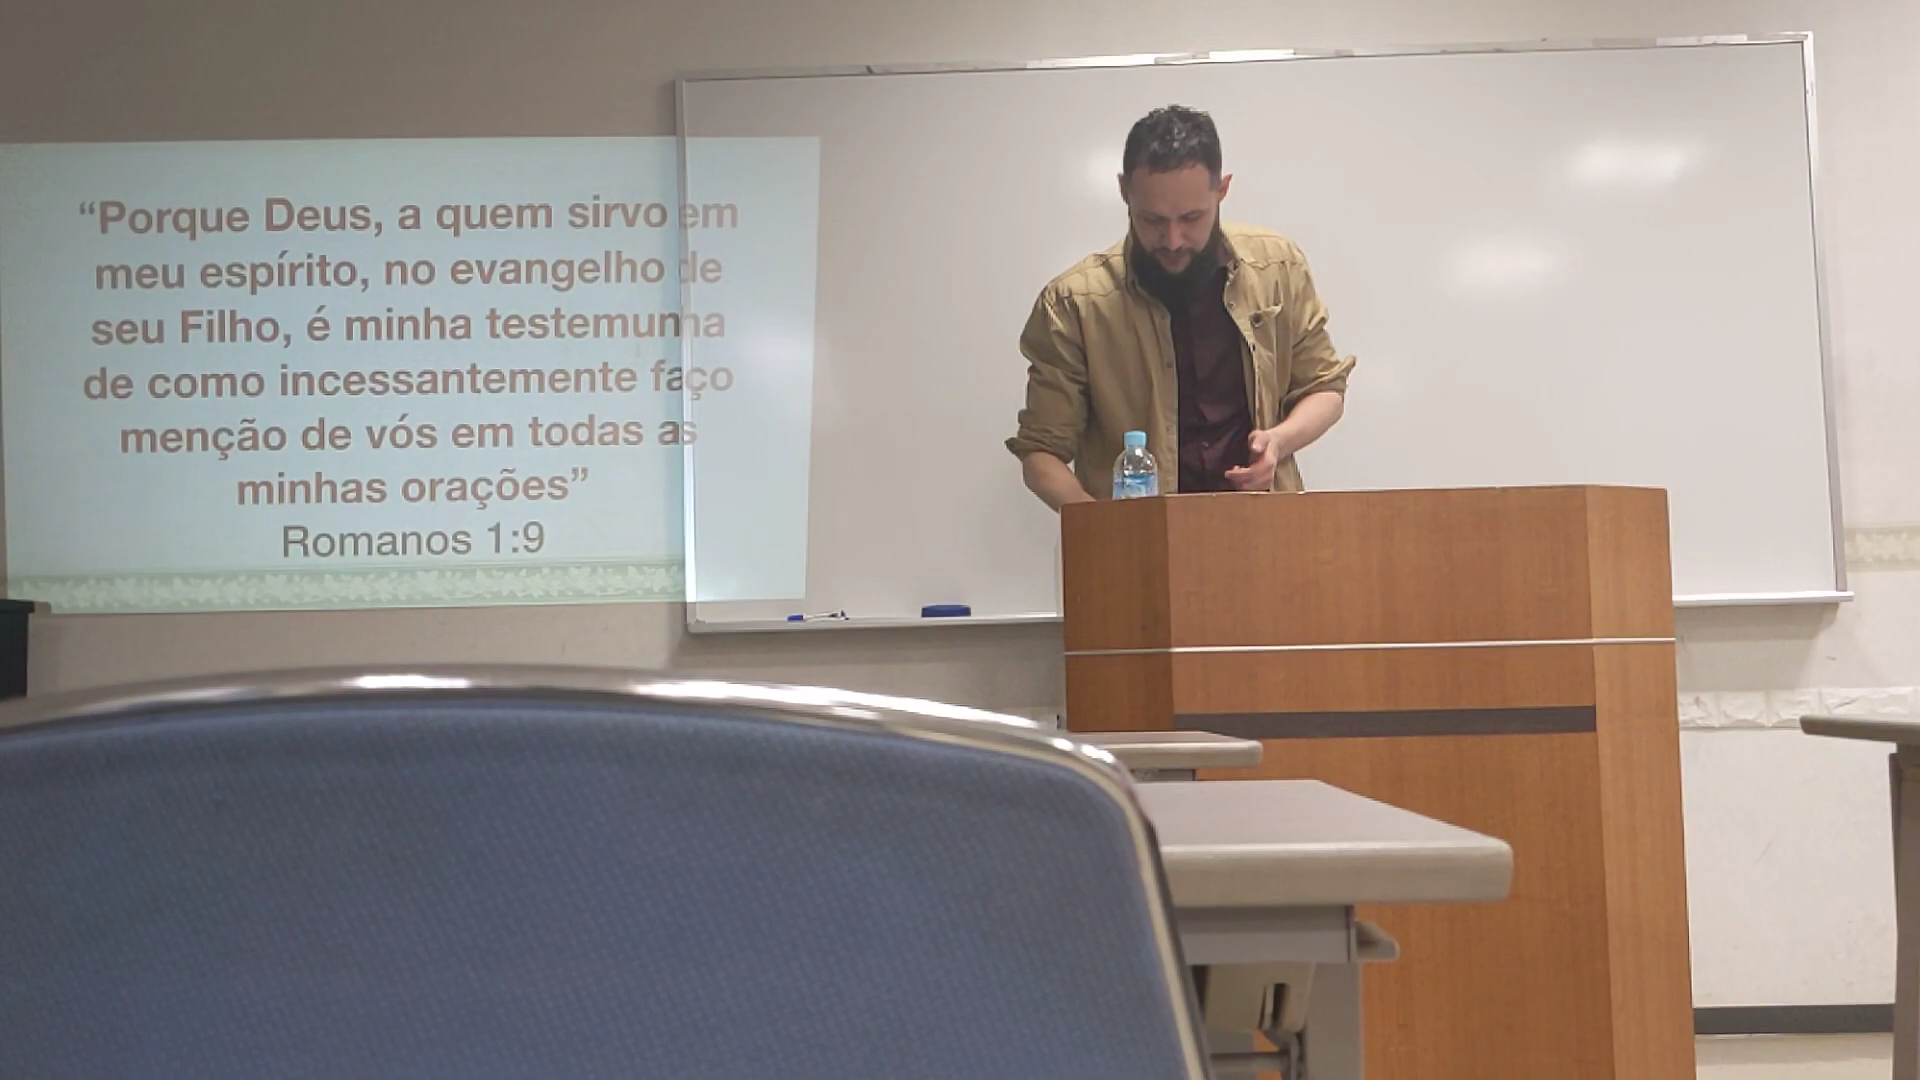 “Porque Deus, a quem sirvo em
meu espírito, no evangelho de
seu Filho, é minha testemunha
de como incessantemente faço
menção de vós em todas as
minhas orações”
Romanos 1:9